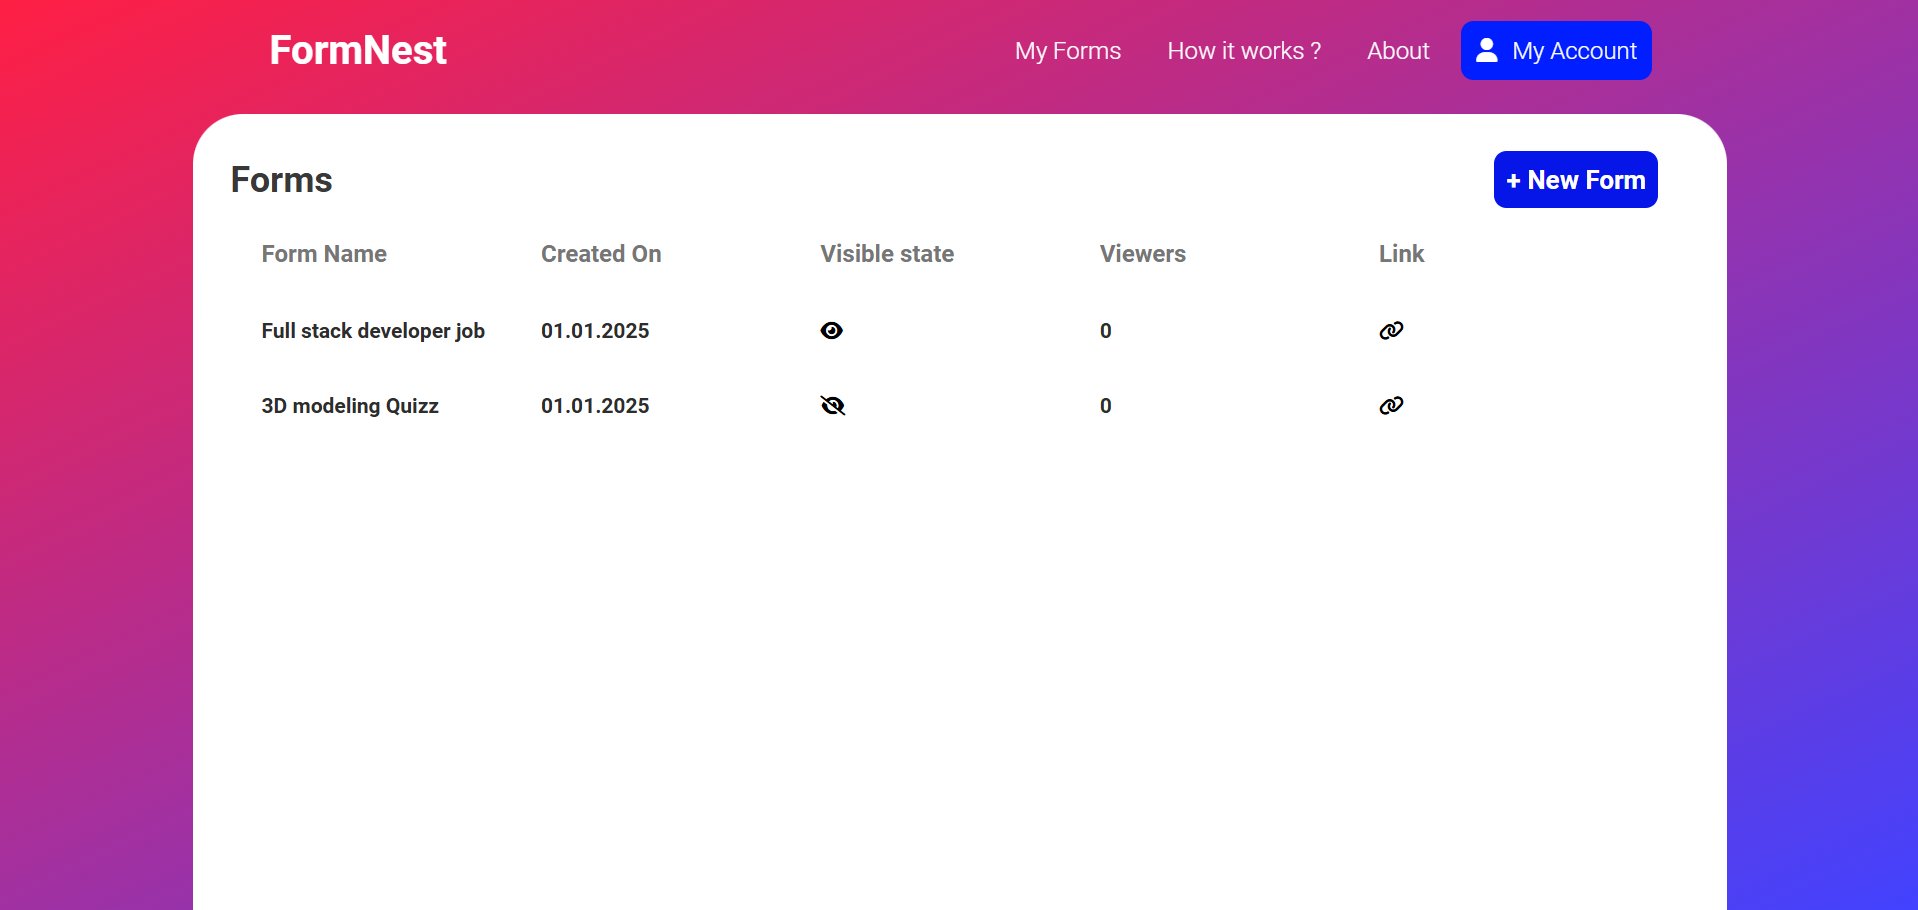 FormNest
My Forms How it works ? About My Account
Forms
+ New Form
Form Name Created On Visible state Viewers Link
Full stack developer job 01.01.2025 0
3D modeling Quizz 01.01.2025 0